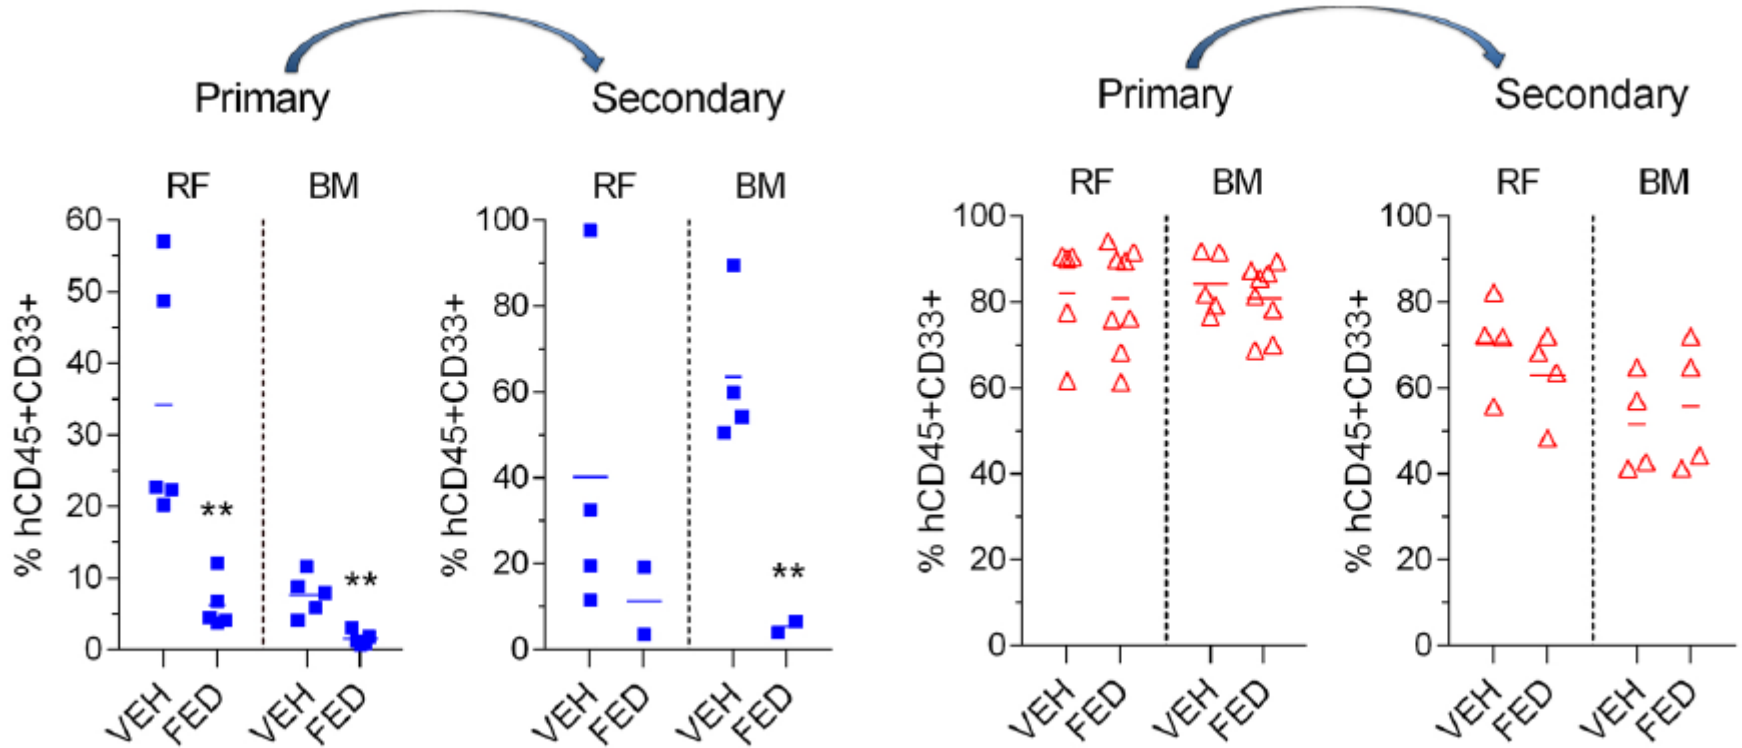 Primary
Secondary
Primary
Secondary
RF
BM
RF
BM
RF
BM
RF
BM
% hCD45+CD33+
60
50
40
30
20
10
0
**
**
VEH
FED
VEH
FED
% hCD45+CD33+
100
80
60
40
20
0
**
VEH
FED
VEH
FED
% hCD45+CD33+
100
80
60
40
20
0
VEH
FED
VEH
FED
% hCD45+CD33+
100
80
60
40
20
0
VEH
FED
VEH
FED